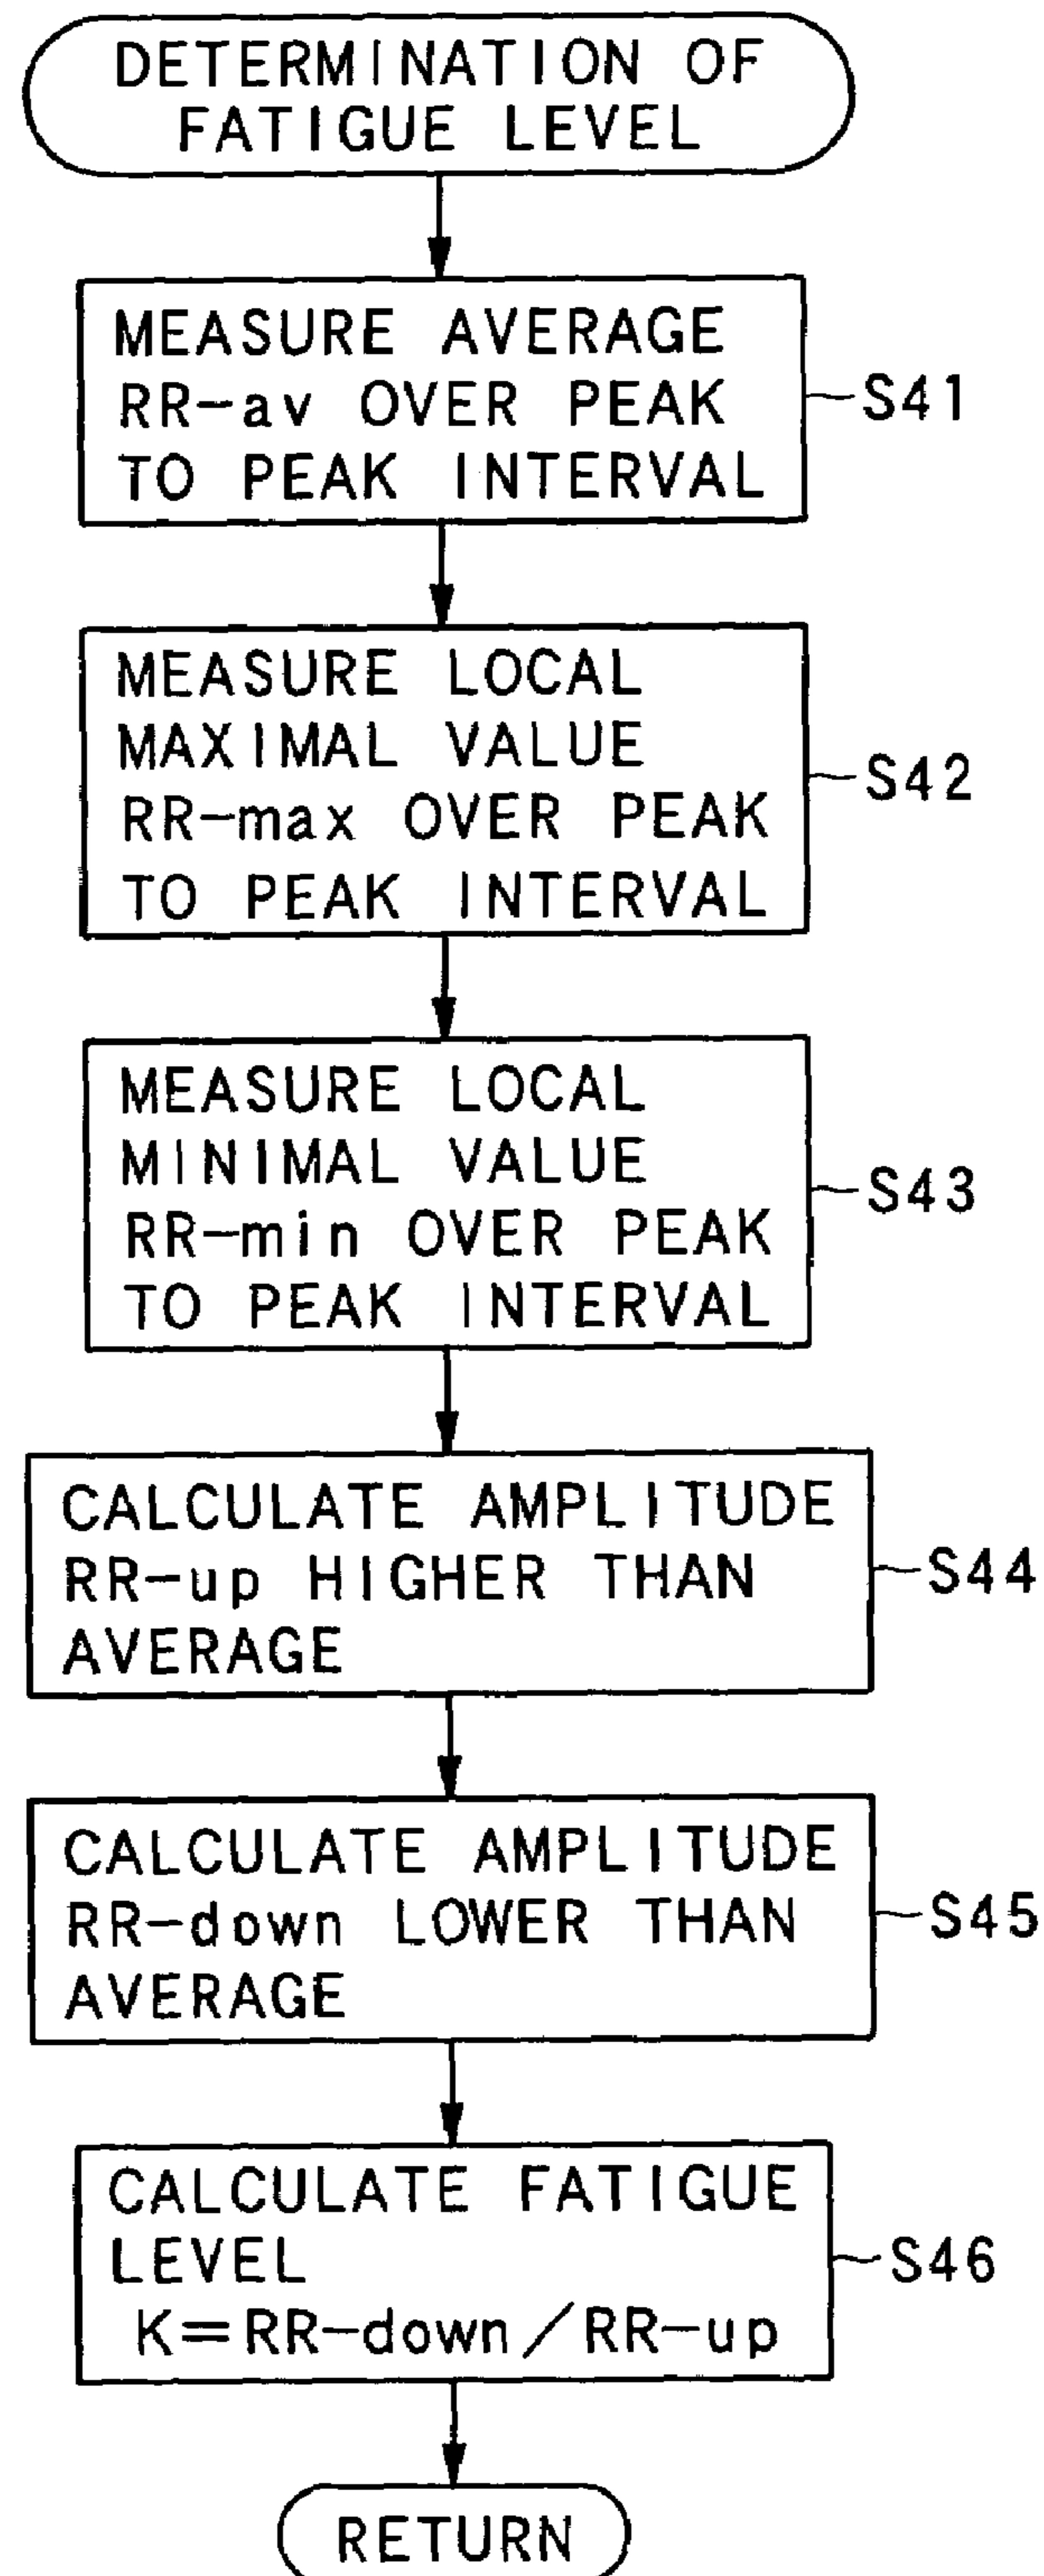 DETERMINATION OF
FATIGUE LEVEL
MEASURE AVERAGE
RR-av OVER PEAK
TO PEAK INTERVAL
S41
MEASURE LOCAL
MAXIMAL VALUE
RR-max OVER PEAK
TO PEAK INTERVAL
S42
MEASURE LOCAL
MINIMAL VALUE
RR-min OVER PEAK
TO PEAK INTERVAL
S43
CALCULATE AMPLITUDE
RR-up HIGHER THAN
AVERAGE
S44
CALCULATE AMPLITUDE
RR-down LOWER THAN
AVERAGE
S45
CALCULATE FATIGUE
LEVEL
K=RR-down/RR-up
S46
RETURN